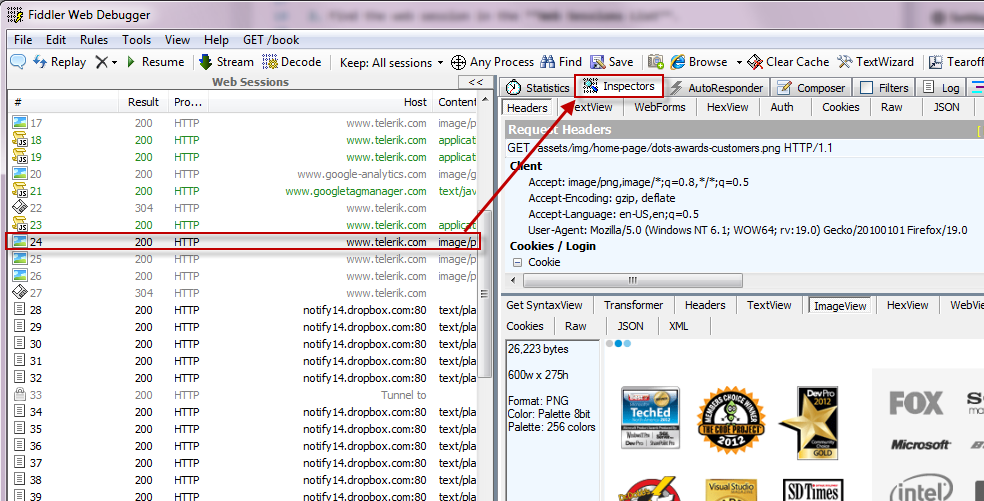 3. Find the web session in the **Web Sessions List**.
Fiddler Web Debugger
File Edit Rules Tools View Help GET /book
Replay Resume Stream Decode Keep: All sessions Any Process Find Save Browse Clear Cache TextWizard Tearoff
Web Sessions <<
# Result Pro... Host Content
17 200 HTTP www.telerik.com image/p
18 200 HTTP www.telerik.com applicat
19 200 HTTP www.telerik.com applicat
20 200 HTTP www.google-analytics.com image/g
21 200 HTTP www.googletagmanager.com text/jav
22 304 HTTP www.telerik.com
23 200 HTTP www.telerik.com applicat
24 200 HTTP www.telerik.com image/p
25 200 HTTP www.telerik.com image/p
26 200 HTTP www.telerik.com image/p
27 304 HTTP www.telerik.com
28 200 HTTP notify14.dropbox.com:80 text/pla
29 200 HTTP notify14.dropbox.com:80 text/pla
30 200 HTTP notify14.dropbox.com:80 text/pla
31 200 HTTP notify14.dropbox.com:80 text/pla
32 200 HTTP notify14.dropbox.com:80 text/pla
33 200 HTTP Tunnel to
34 200 HTTP notify14.dropbox.com:80 text/pla
35 200 HTTP notify14.dropbox.com:80 text/pla
36 200 HTTP notify14.dropbox.com:80 text/pla
37 200 HTTP notify14.dropbox.com:80 text/pla
38 200 HTTP notify14.dropbox.com:80 text/pla
39 200 HTTP notify14.dropbox.com:80 text/pla
Statistics Inspectors AutoResponder Composer Filters Log
Headers TextView WebForms HexView Auth Cookies Raw JSON
Request Headers [
GET /assets/img/home-page/dots-awards-customers.png HTTP/1.1
Client
Accept: image/png,image/*;q=0.8,*/*;q=0.5
Accept-Encoding: gzip, deflate
Accept-Language: en-US,en;q=0.5
User-Agent: Mozilla/5.0 (Windows NT 6.1; WOW64; rv:19.0) Gecko/20100101 Firefox/19.0
Cookies / Login
Cookie
Get SyntaxView Transformer Headers TextView ImageView HexView WebVi
Cookies Raw JSON XML
26,223 bytes
600w x 275h
Format: PNG
Color: Palette 8bit
Palette: 256 colors
TechEd
2012
MEMBERS CHOICE WINNER
THE CODE PROJECT
2012
DevPro
2012
Community Choice
GOLD
FOX
Microsoft
Visual Studio
SD Times
intel